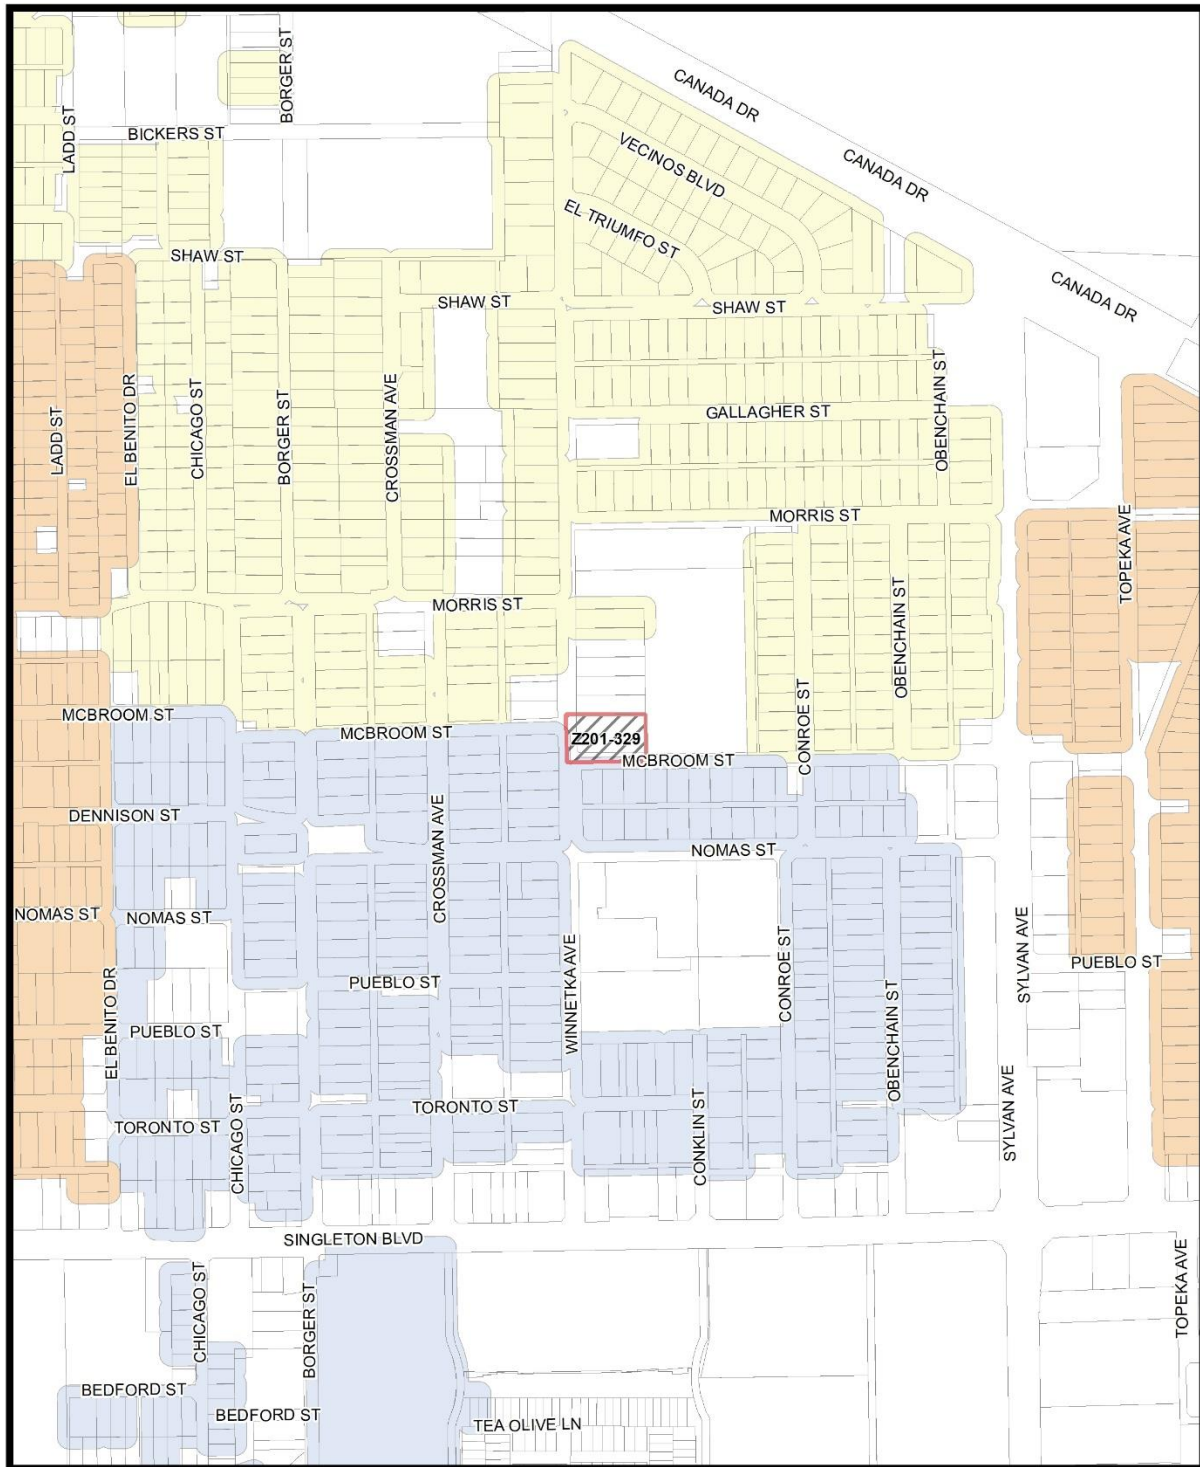 BORGER ST
CANADA DR
LADD ST
BICKERS ST
VECINOS BLVD
CANADA DR
EL TRIUMFO ST
SHAW ST
CANADA DR
SHAW ST
SHAW ST
LADD ST
EL BENITO DR
CHICAGO ST
BORGER ST
CROSSMAN AVE
GALLAGHER ST
OBENCHAIN ST
MORRIS ST
TOPEKA AVE
MORRIS ST
OBENCHAIN ST
CONROE ST
MCBROOM ST
MCBROOM ST
Z201-329
MCBROOM ST
DENNISON ST
CROSSMAN AVE
NOMAS ST
NOMAS ST
NOMAS ST
WINNETKA AVE
CONROE ST
SYLVAN AVE
PUEBLO ST
PUEBLO ST
EL BENITO DR
PUEBLO ST
OBENCHAIN ST
TORONTO ST
TORONTO ST
CHICAGO ST
CONKLIN ST
SYLVAN AVE
SINGLETON BLVD
CHICAGO ST
BORGER ST
TOPEKA AVE
BEDFORD ST
BEDFORD ST
TEA OLIVE LN